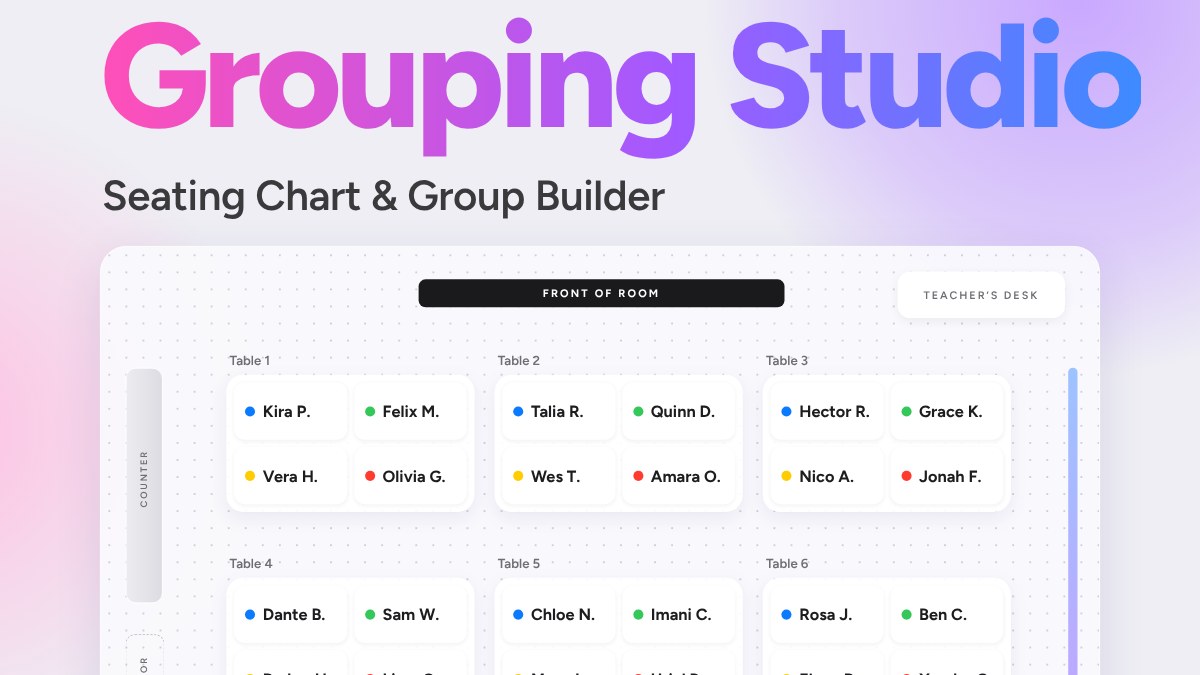 Grouping Studio
Seating Chart & Group Builder
FRONT OF ROOM
TEACHER'S DESK
Table 1
Table 2
Table 3
Kira P.
Felix M.
Talia R.
Quinn D.
Hector R.
Grace K.
Vera H.
Olivia G.
Wes T.
Amara O.
Nico A.
Jonah F.
COUNTER
Table 4
Table 5
Table 6
Dante B.
Sam W.
Chloe N.
Imani C.
Rosa J.
Ben C.